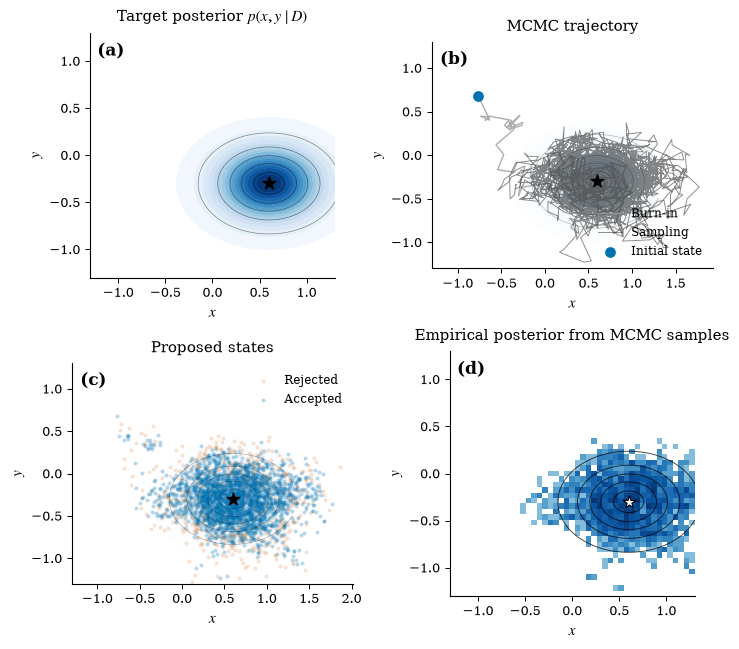 Target posterior p(x, y | D)
(a)
1.0
0.5
0.0
−0.5
−1.0
y
−1.0 −0.5 0.0 0.5 1.0
x
MCMC trajectory
(b)
1.0
0.5
0.0
−0.5
−1.0
y
Burn-in
Sampling
Initial state
−1.0 −0.5 0.0 0.5 1.0 1.5
x
Proposed states
(c)
Rejected
Accepted
1.0
0.5
0.0
−0.5
−1.0
y
−1.0 −0.5 0.0 0.5 1.0 1.5 2.0
x
Empirical posterior from MCMC samples
(d)
1.0
0.5
0.0
−0.5
−1.0
y
−1.0 −0.5 0.0 0.5 1.0
x